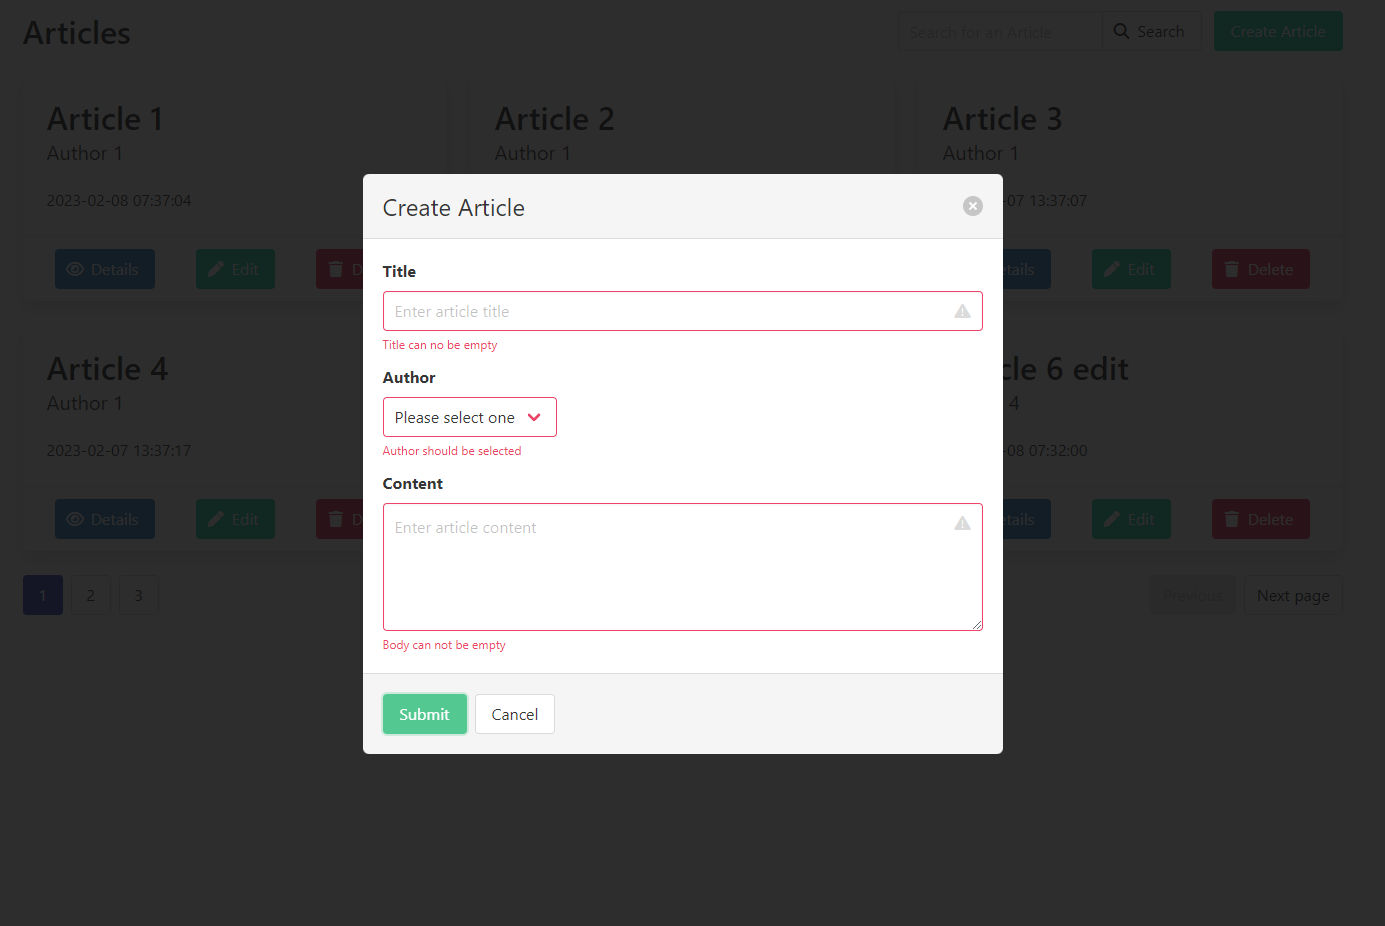 Articles
Search for an Article
Search
Create Article
Article 1
Author 1
2023-02-08 07:37:04
Details
Edit
D
Article 2
Author 1
Article 3
Author 1
-07 13:37:07
tails
Edit
Delete
Create Article
Title
Enter article title
Title can no be empty
Author
Please select one
Author should be selected
Content
Enter article content
Body can not be empty
Submit
Cancel
Article 4
Author 1
2023-02-07 13:37:17
Details
Edit
D
cle 6 edit
4
-08 07:32:00
tails
Edit
Delete
1
2
3
Previous
Next page